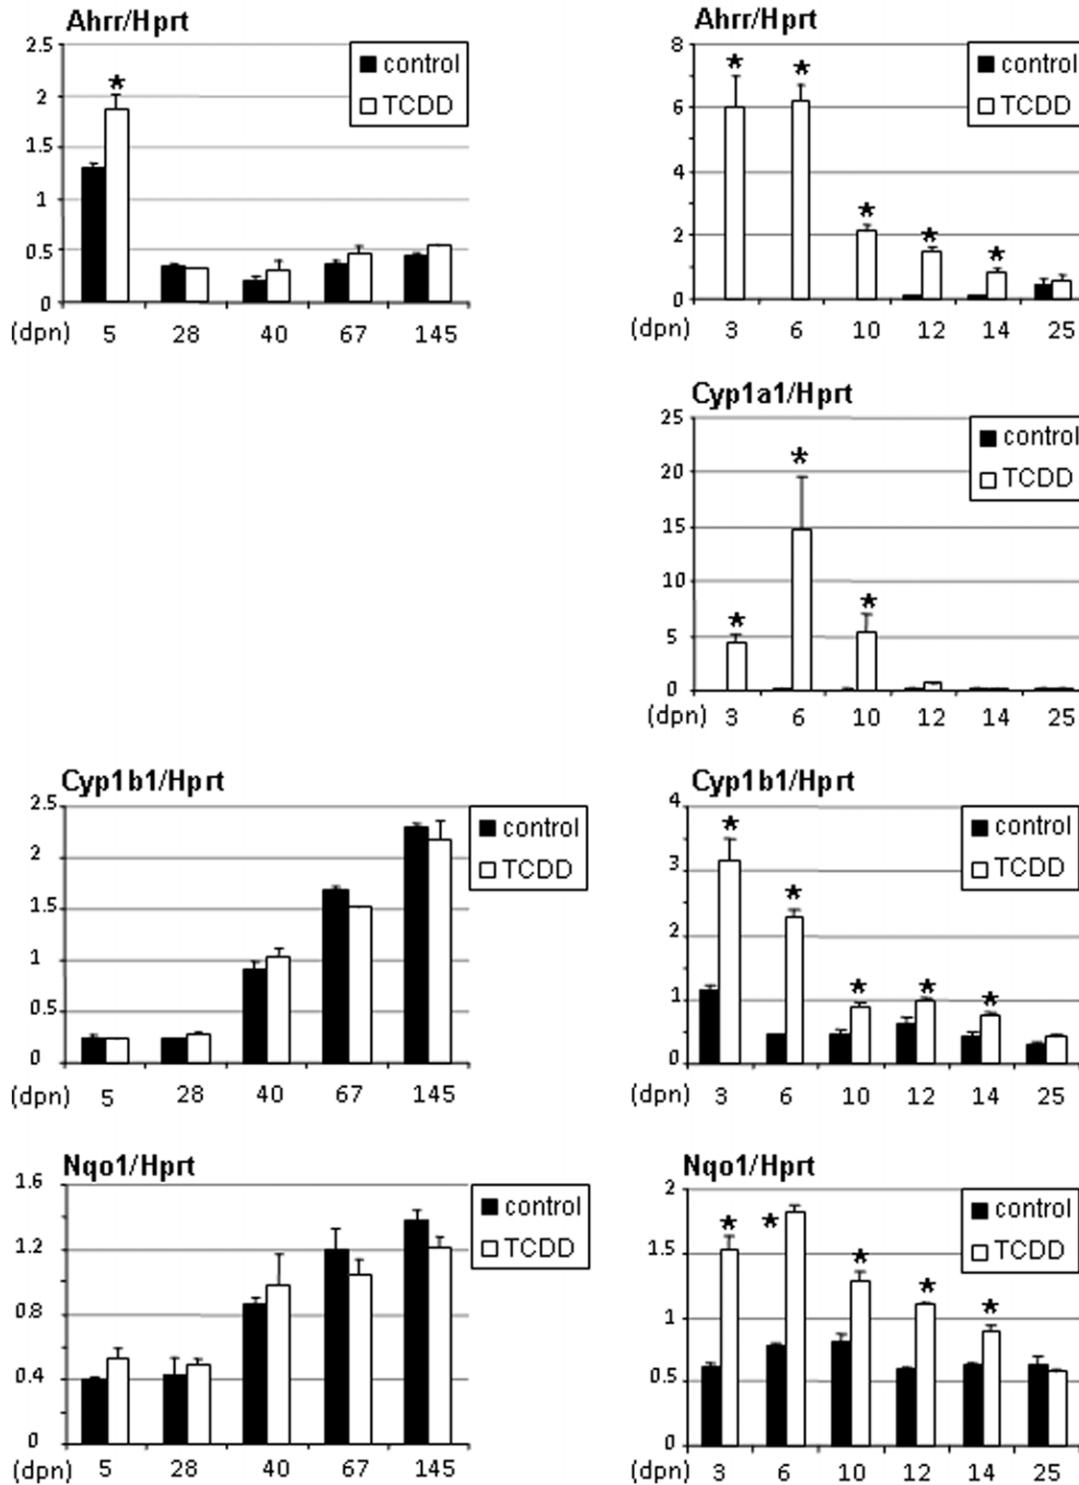 Ahrr/Hprt
2.5
2
1.5
1
0.5
0
control
TCDD
*
(dpn) 5 28 40 67 145
Ahrr/Hprt
8
6
4
2
0
control
TCDD
* * * * *
(dpn) 3 6 10 12 14 25
Cyp1a1/Hprt
25
20
15
10
5
0
control
TCDD
* * *
(dpn) 3 6 10 12 14 25
Cyp1b1/Hprt
2.5
2
1.5
1
0.5
0
control
TCDD
(dpn) 5 28 40 67 145
Cyp1b1/Hprt
4
3
2
1
0
control
TCDD
* * * * *
(dpn) 3 6 10 12 14 25
Nqo1/Hprt
1.6
1.2
0.8
0.4
0
control
TCDD
(dpn) 5 28 40 67 145
Nqo1/Hprt
2
1.5
1
0.5
0
control
TCDD
* * * * *
(dpn) 3 6 10 12 14 25